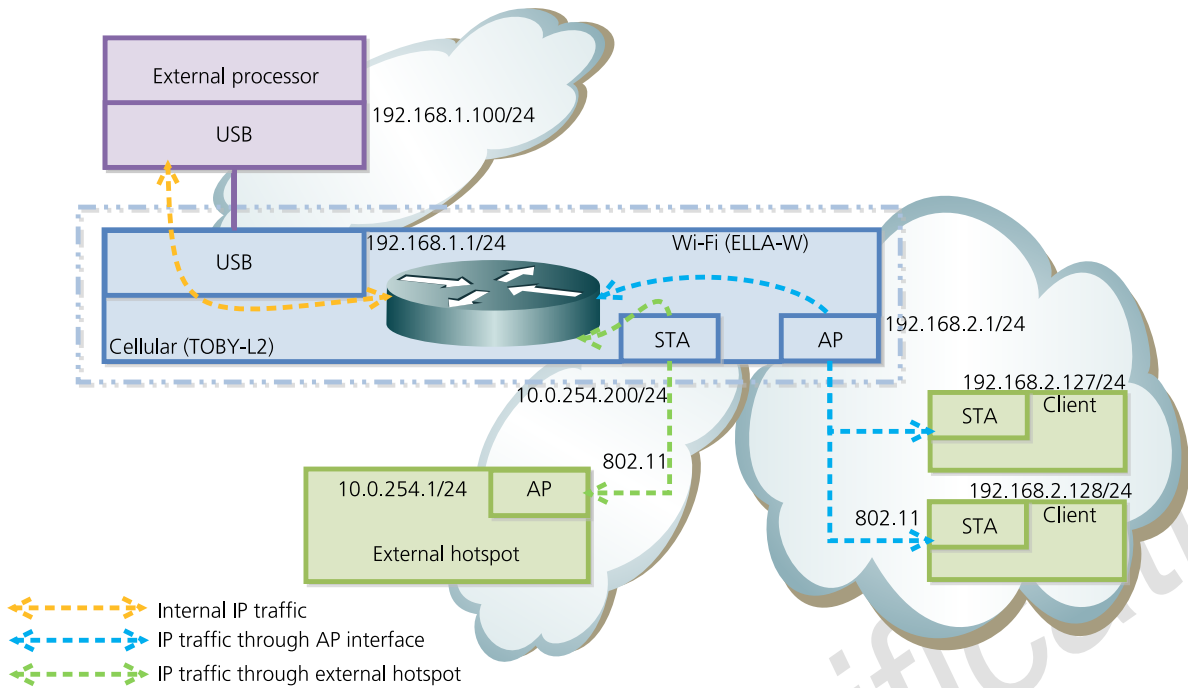 External processor
USB
192.168.1.100/24
USB
192.168.1.1/24
Wi-Fi (ELLA-W)
Cellular (TOBY-L2)
STA
AP
192.168.2.1/24
10.0.254.200/24
192.168.2.127/24
STA
Client
802.11
10.0.254.1/24
AP
External hotspot
192.168.2.128/24
802.11
STA
Client
Internal IP traffic
IP traffic through AP interface
IP traffic through external hotspot